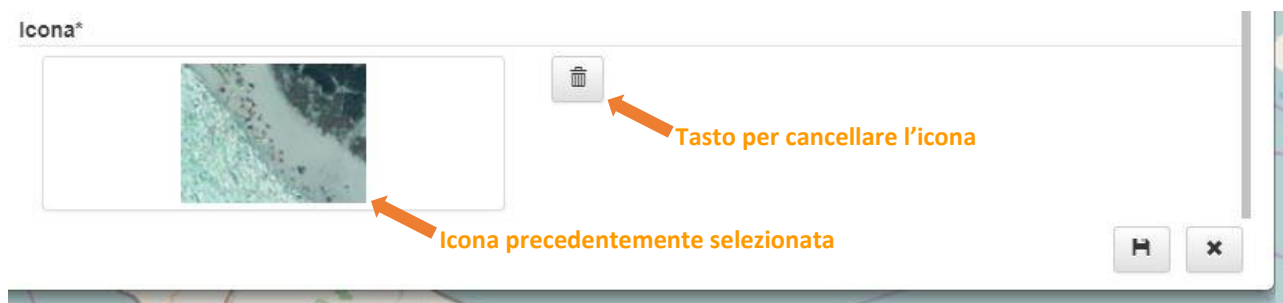 Icona*
Tasto per cancellare l’icona
Icona precedentemente selezionata